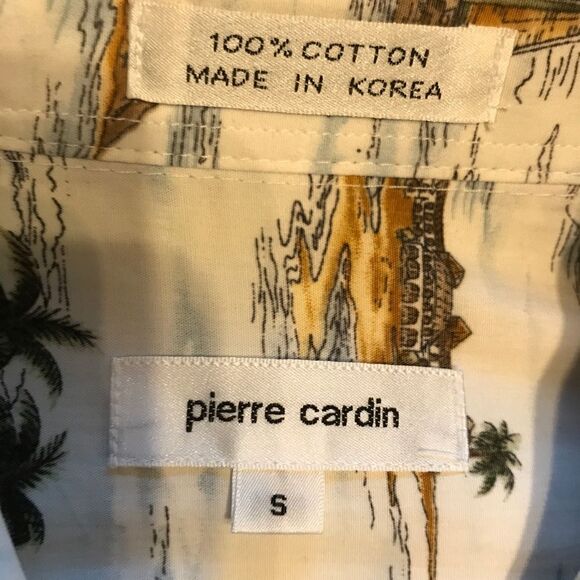 100% COTTON
MADE IN KOREA
pierre cardin
S